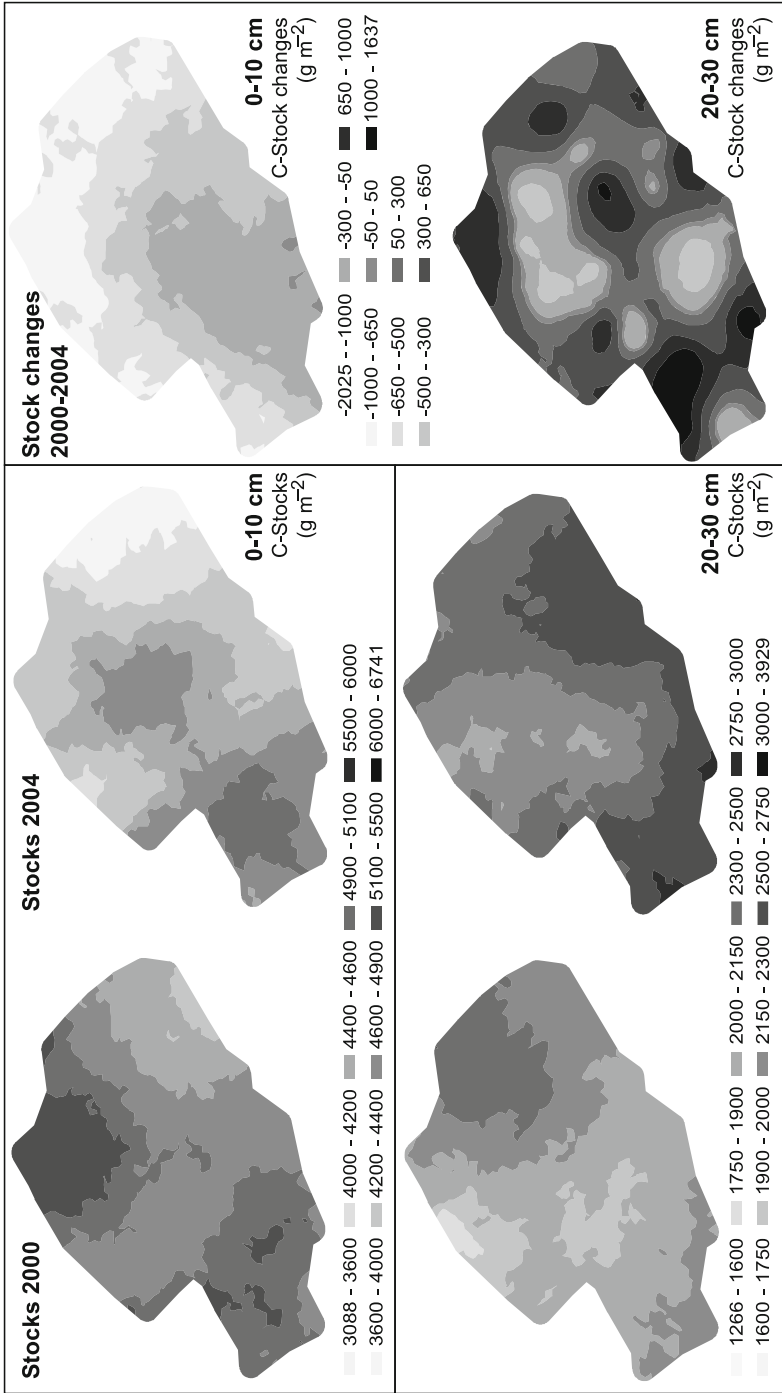 Stocks 2000
Stocks 2004
0-10 cm
C-Stocks
(g m⁻²)
3088 - 3600 4000 - 4200 4400 - 4600 4900 - 5100 5500 - 6000
3600 - 4000 4200 - 4400 4600 - 4900 5100 - 5500 6000 - 6741
Stock changes
2000-2004
0-10 cm
C-Stock changes
(g m⁻²)
-2025 - -1000 -300 - -50 650 - 1000
-1000 - -650 -50 - 50 1000 - 1637
-650 - -500 50 - 300
-500 - -300 300 - 650
20-30 cm
C-Stocks
(g m⁻²)
1266 - 1600 1750 - 1900 2000 - 2150 2300 - 2500 2750 - 3000
1600 - 1750 1900 - 2000 2150 - 2300 2500 - 2750 3000 - 3929
20-30 cm
C-Stock changes
(g m⁻²)